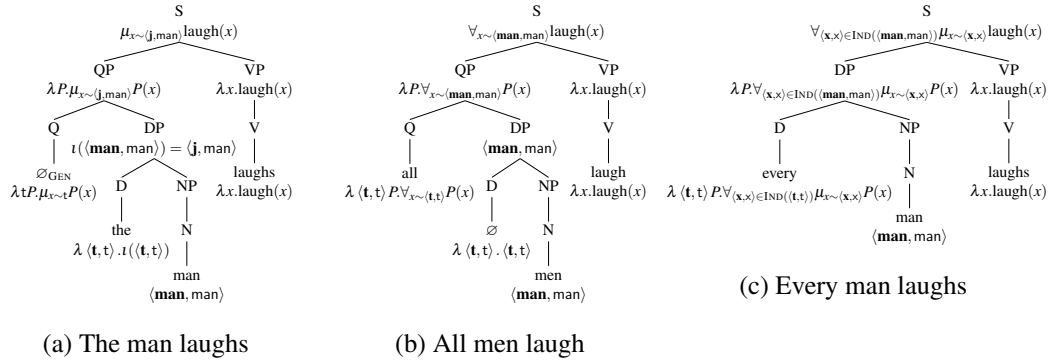 S
μx∼⟨j,man⟩laugh(x)
QP
λP.μx∼⟨j,man⟩P(x)
VP
λx.laugh(x)
Q
DP
ι(⟨man,man⟩) = ⟨j,man⟩
V
∅GEN
λtP.μx∼tP(x)
D
NP
laughs
λx.laugh(x)
the
λ⟨t,t⟩.ι(⟨t,t⟩)
N
man
⟨man,man⟩
(a) The man laughs
S
∀x∼⟨man,man⟩laugh(x)
QP
λP.∀x∼⟨man,man⟩P(x)
VP
λx.laugh(x)
Q
DP
⟨man,man⟩
V
all
λ⟨t,t⟩P.∀x∼⟨t,t⟩P(x)
D
NP
laugh
λx.laugh(x)
∅
λ⟨t,t⟩.⟨t,t⟩
N
men
⟨man,man⟩
(b) All men laugh
S
∀⟨x,x⟩∈IND(⟨man,man⟩)μx∼⟨x,x⟩laugh(x)
DP
λP.∀⟨x,x⟩∈IND(⟨man,man⟩)μx∼⟨x,x⟩P(x)
VP
λx.laugh(x)
D
NP
V
every
λ⟨t,t⟩P.∀⟨x,x⟩∈IND(⟨t,t⟩)μx∼⟨x,x⟩P(x)
N
laughs
λx.laugh(x)
man
⟨man,man⟩
(c) Every man laughs